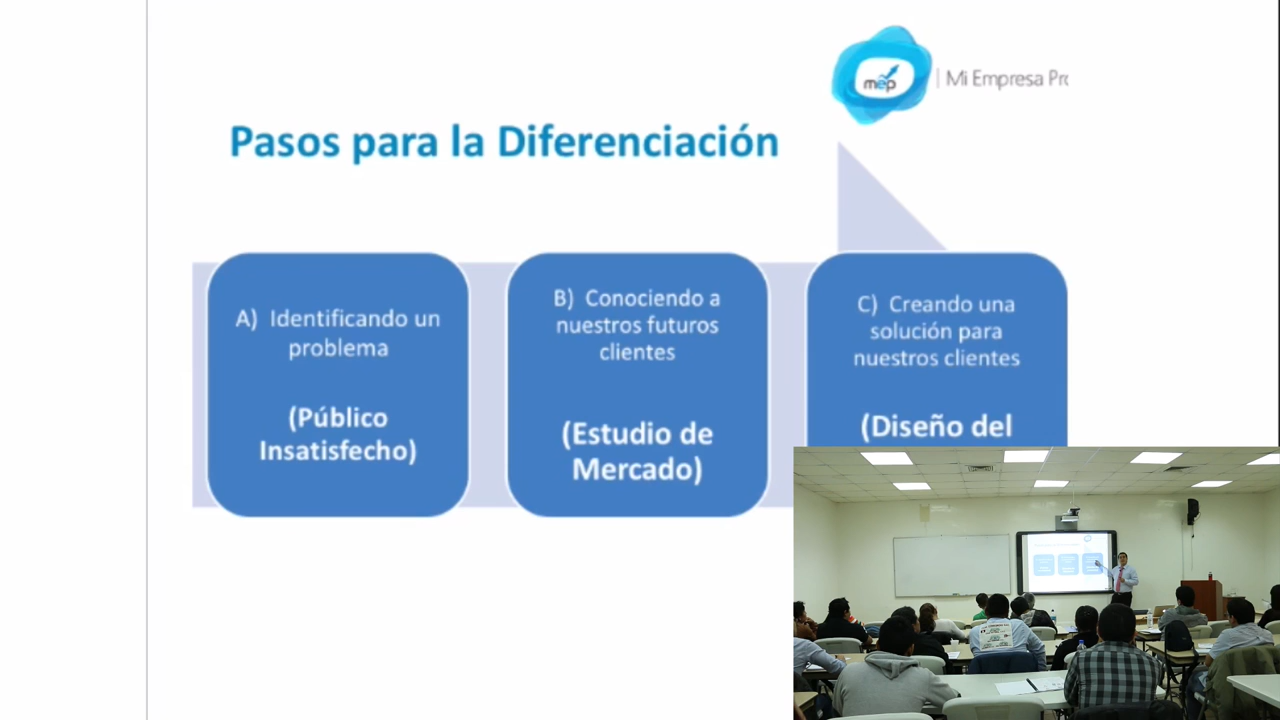 mep
Mi Empresa
Pasos para la Diferenciación
A) Identificando un
problema
(Público
Insatisfecho)
B) Conociendo a
nuestros futuros
clientes
(Estudio de
Mercado)
C) Creando una
solución para
nuestros clientes
(Diseño del